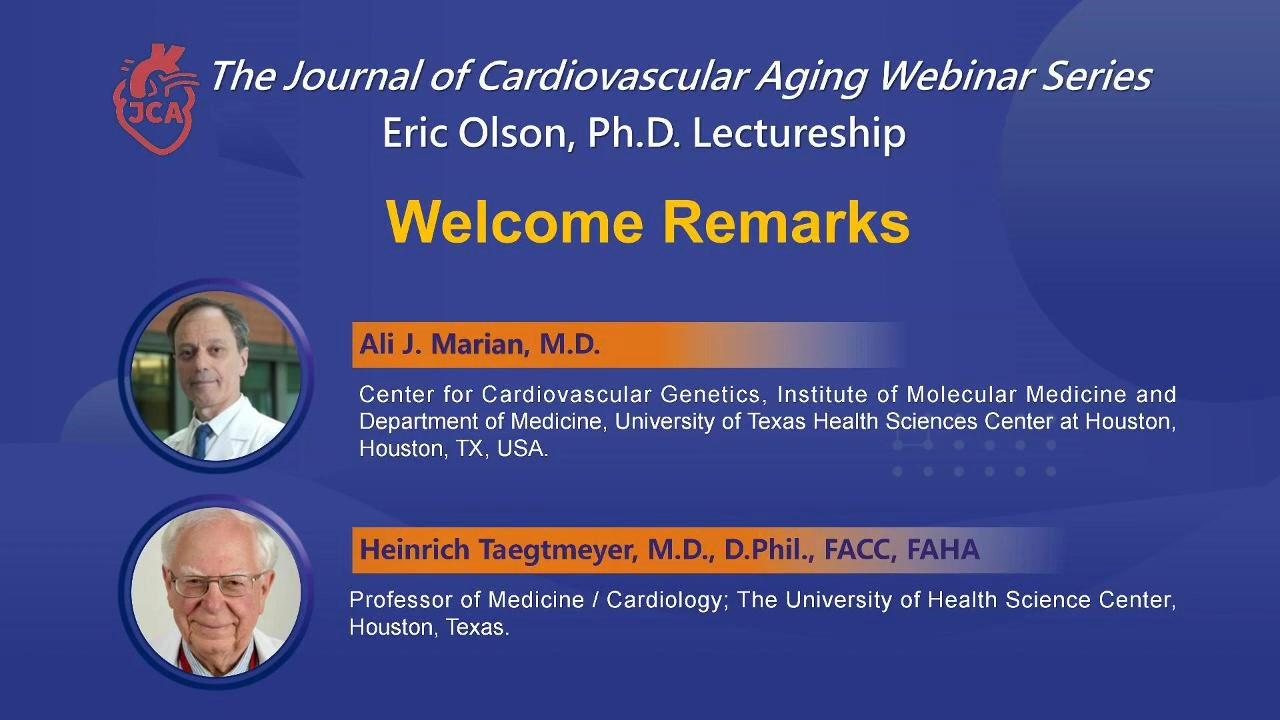 JCA
The Journal of Cardiovascular Aging Webinar Series
Eric Olson, Ph.D. Lectureship
Welcome Remarks
Ali J. Marian, M.D.
Center for Cardiovascular Genetics, Institute of Molecular Medicine and
Department of Medicine, University of Texas Health Sciences Center at Houston,
Houston, TX, USA.
Heinrich Taegtmeyer, M.D., D.Phil., FACC, FAHA
Professor of Medicine / Cardiology; The University of Health Science Center,
Houston, Texas.